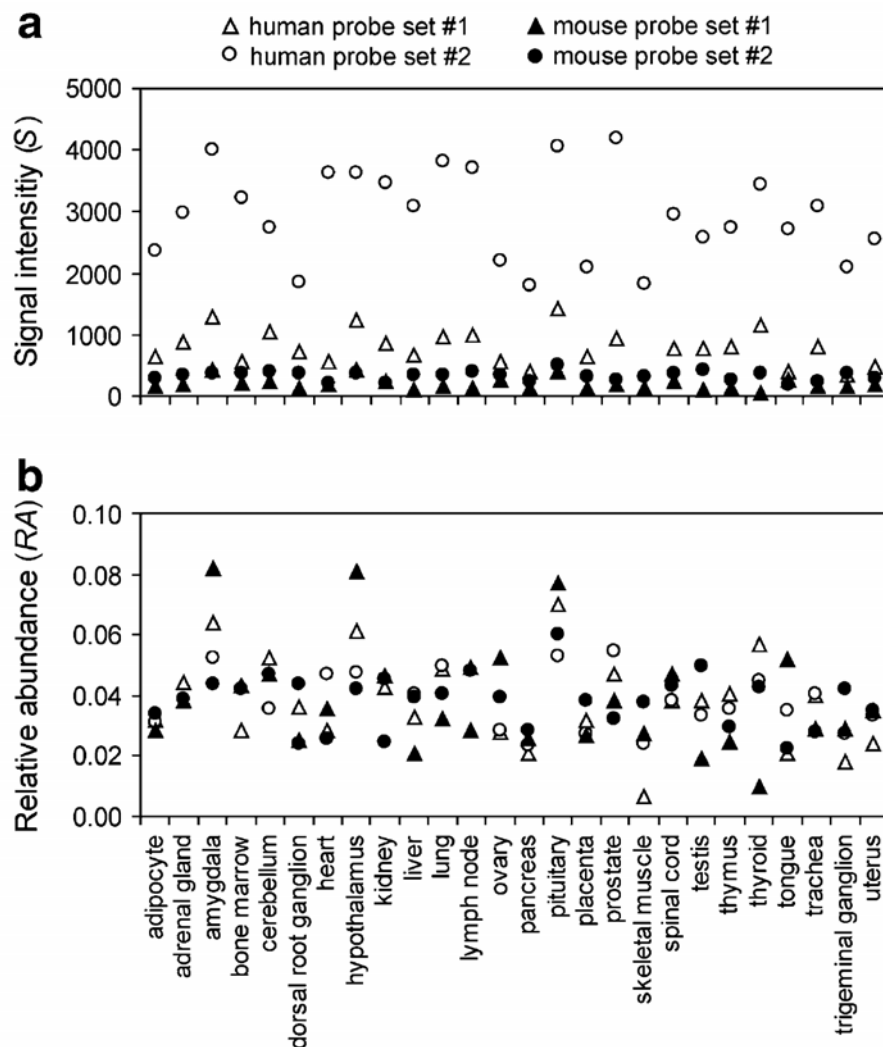 a
△ human probe set #1 ▲ mouse probe set #1
○ human probe set #2 ● mouse probe set #2
Signal intensitiy (S)
5000
4000
3000
2000
1000
0
b
Relative abundance (RA)
0.10
0.08
0.06
0.04
0.02
0.00
adipocyte
adrenal gland
amygdala
bone marrow
cerebellum
dorsal root ganglion
heart
hypothalamus
kidney
liver
lung
lymph node
ovary
pancreas
pituitary
placenta
prostate
skeletal muscle
spinal cord
testis
thymus
thyroid
tongue
trachea
trigeminal ganglion
uterus